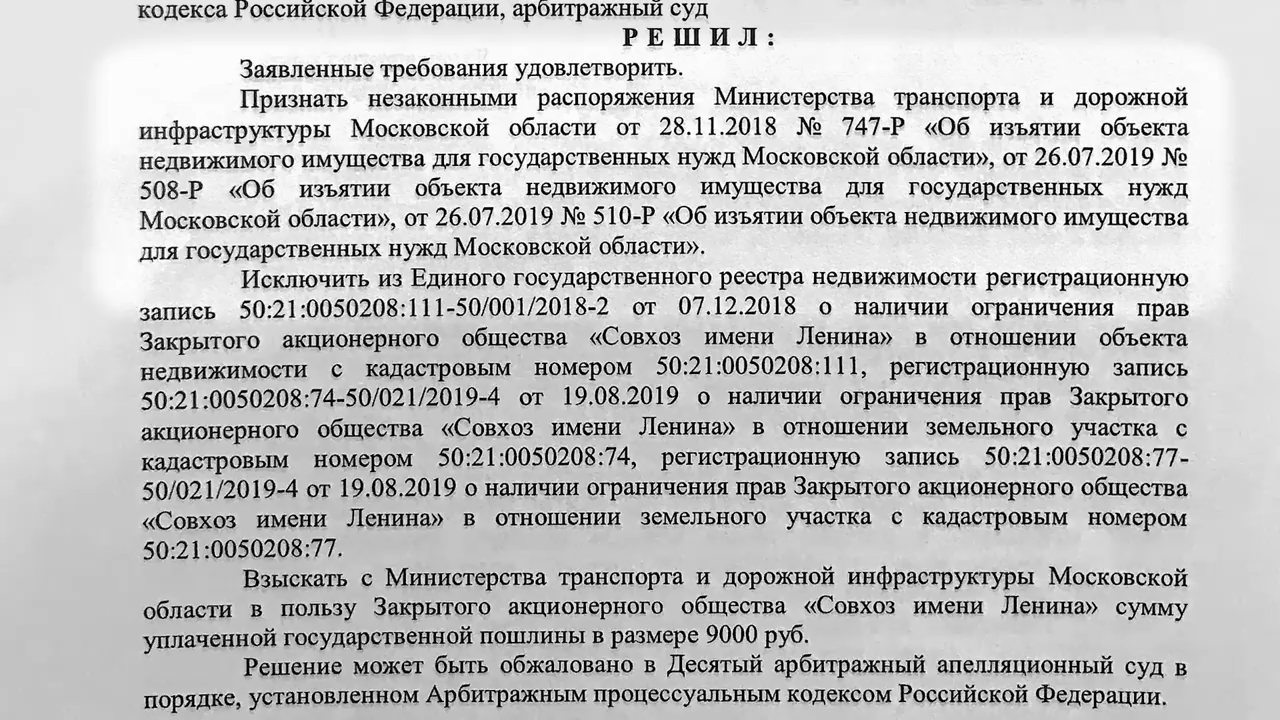 кодекса Российской Федерации, арбитражный суд
Р Е Ш И Л :
Заявленные требования удовлетворить.
Признать незаконными распоряжения Министерства транспорта и дорожной
инфраструктуры Московской области от 28.11.2018 № 747-Р «Об изъятии объекта
недвижимого имущества для государственных нужд Московской области», от 26.07.2019 №
508-Р «Об изъятии объекта недвижимого имущества для государственных нужд
Московской области», от 26.07.2019 № 510-Р «Об изъятии объекта недвижимого имущества
для государственных нужд Московской области».
Исключить из Единого государственного реестра недвижимости регистрационную
запись 50:21:0050208:111-50/001/2018-2 от 07.12.2018 о наличии ограничения прав
Закрытого акционерного общества «Совхоз имени Ленина» в отношении объекта
недвижимости с кадастровым номером 50:21:0050208:111, регистрационную запись
50:21:0050208:74-50/021/2019-4 от 19.08.2019 о наличии ограничения прав Закрытого
акционерного общества «Совхоз имени Ленина» в отношении земельного участка с
кадастровым номером 50:21:0050208:74, регистрационную запись 50:21:0050208:77-
50/021/2019-4 от 19.08.2019 о наличии ограничения прав Закрытого акционерного общества
«Совхоз имени Ленина» в отношении земельного участка с кадастровым номером
50:21:0050208:77.
Взыскать с Министерства транспорта и дорожной инфраструктуры Московской
области в пользу Закрытого акционерного общества «Совхоз имени Ленина» сумму
уплаченной государственной пошлины в размере 9000 руб.
Решение может быть обжаловано в Десятый арбитражный апелляционный суд в
порядке, установленном Арбитражным процессуальным кодексом Российской Федерации.